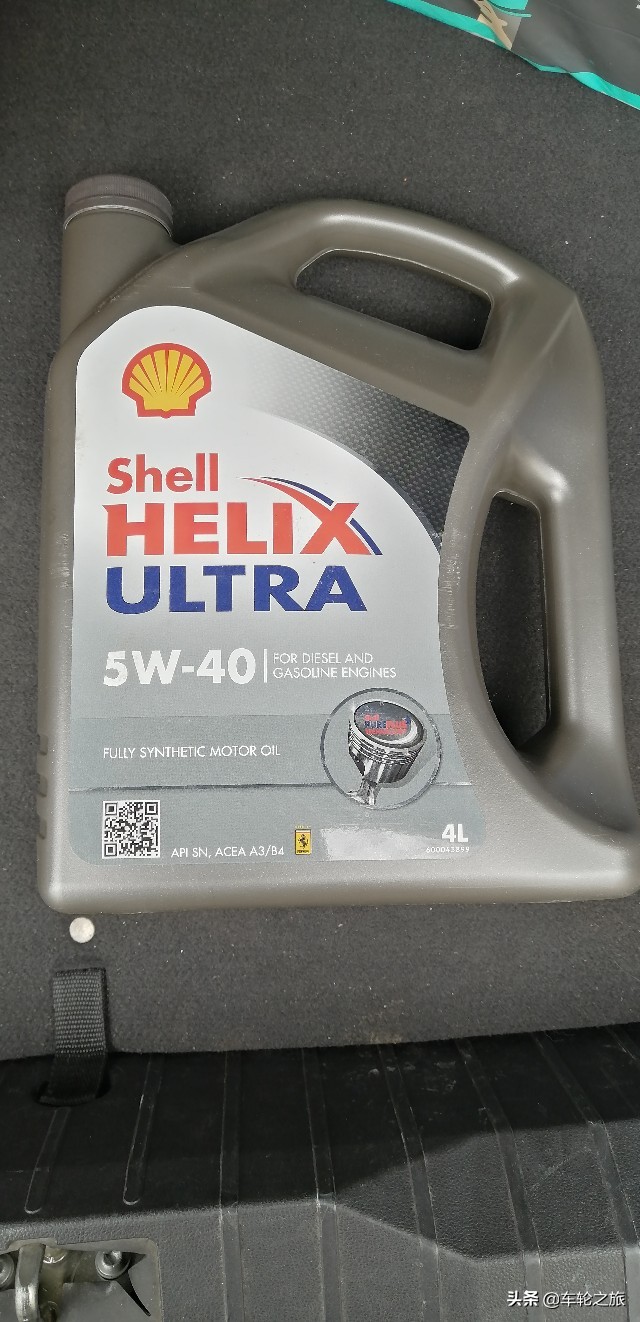 Shell
HELIX
ULTRA
5W-40
FOR DIESEL AND
GASOLINE ENGINES
FULLY SYNTHETIC MOTOR OIL
API SN, ACEA A3/B4
4L
头条 @车轮之旅